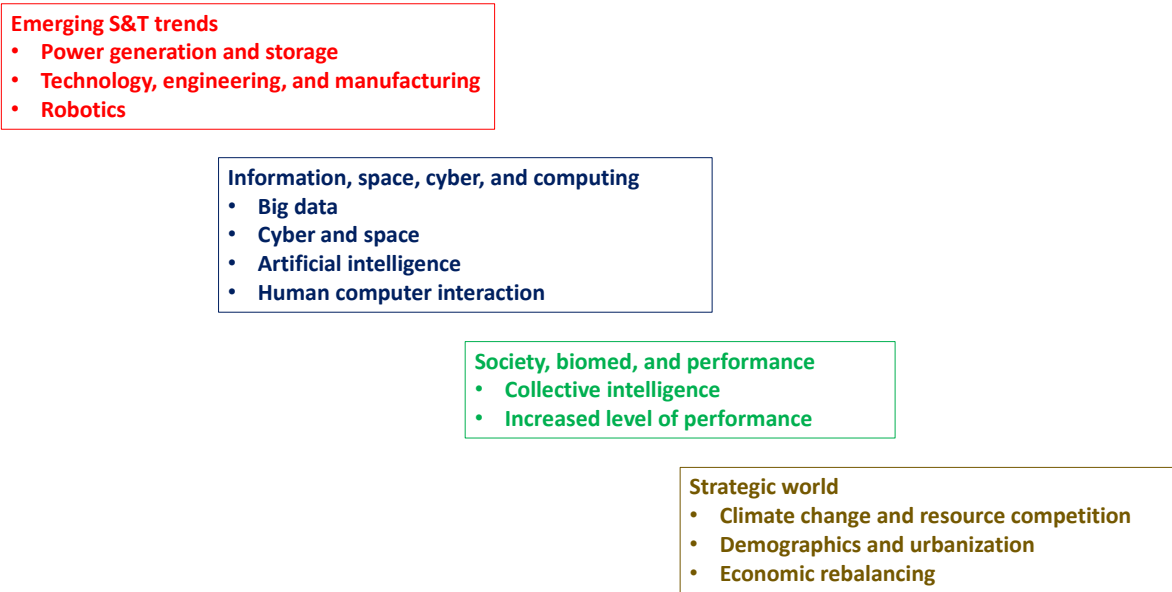 Emerging S&T trends
• Power generation and storage
• Technology, engineering, and manufacturing
• Robotics
Information, space, cyber, and computing
• Big data
• Cyber and space
• Artificial intelligence
• Human computer interaction
Society, biomed, and performance
• Collective intelligence
• Increased level of performance
Strategic world
• Climate change and resource competition
• Demographics and urbanization
• Economic rebalancing